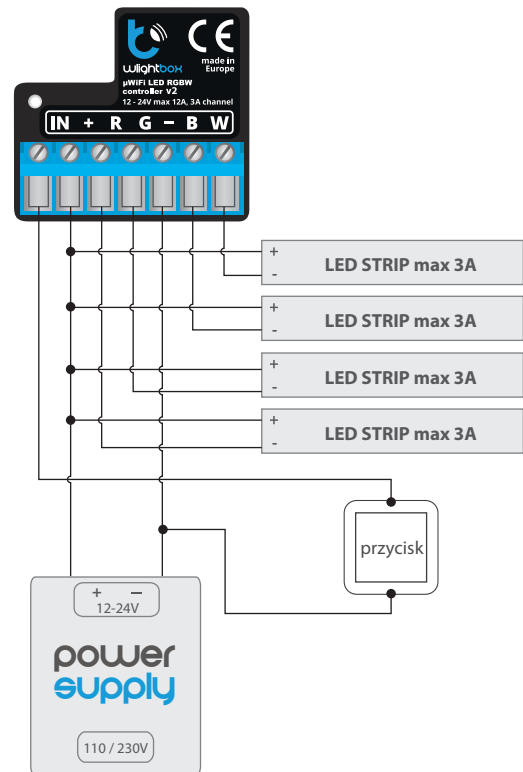 CE
wlightbox
made in
Europe
µWiFi LED RGBW
controller v2
12 - 24V max 12A, 3A channel
IN + R G − B W
+
LED STRIP max 3A
-
+
LED STRIP max 3A
-
+
LED STRIP max 3A
-
+
LED STRIP max 3A
-
przycisk
+ −
12-24V
power
supply
110 / 230V